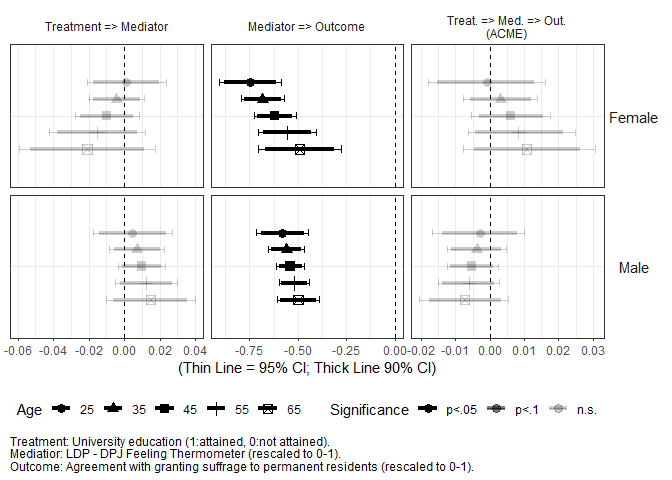 Treatment => Mediator
Mediator => Outcome
Treat. => Med. => Out.
(ACME)
Female
Male
-0.06 -0.04 -0.02 0.00 0.02 0.04
-0.75 -0.50 -0.25 0.00
-0.02 -0.01 0.00 0.01 0.02 0.03
(Thin Line = 95% CI; Thick Line 90% CI)
Age 25 35 45 55 65 Significance p<.05 p<.1 n.s.
Treatment: University education (1:attained, 0:not attained).
Mediatior: LDP - DPJ Feeling Thermometer (rescaled to 0-1).
Outcome: Agreement with granting suffrage to permanent residents (rescaled to 0-1).